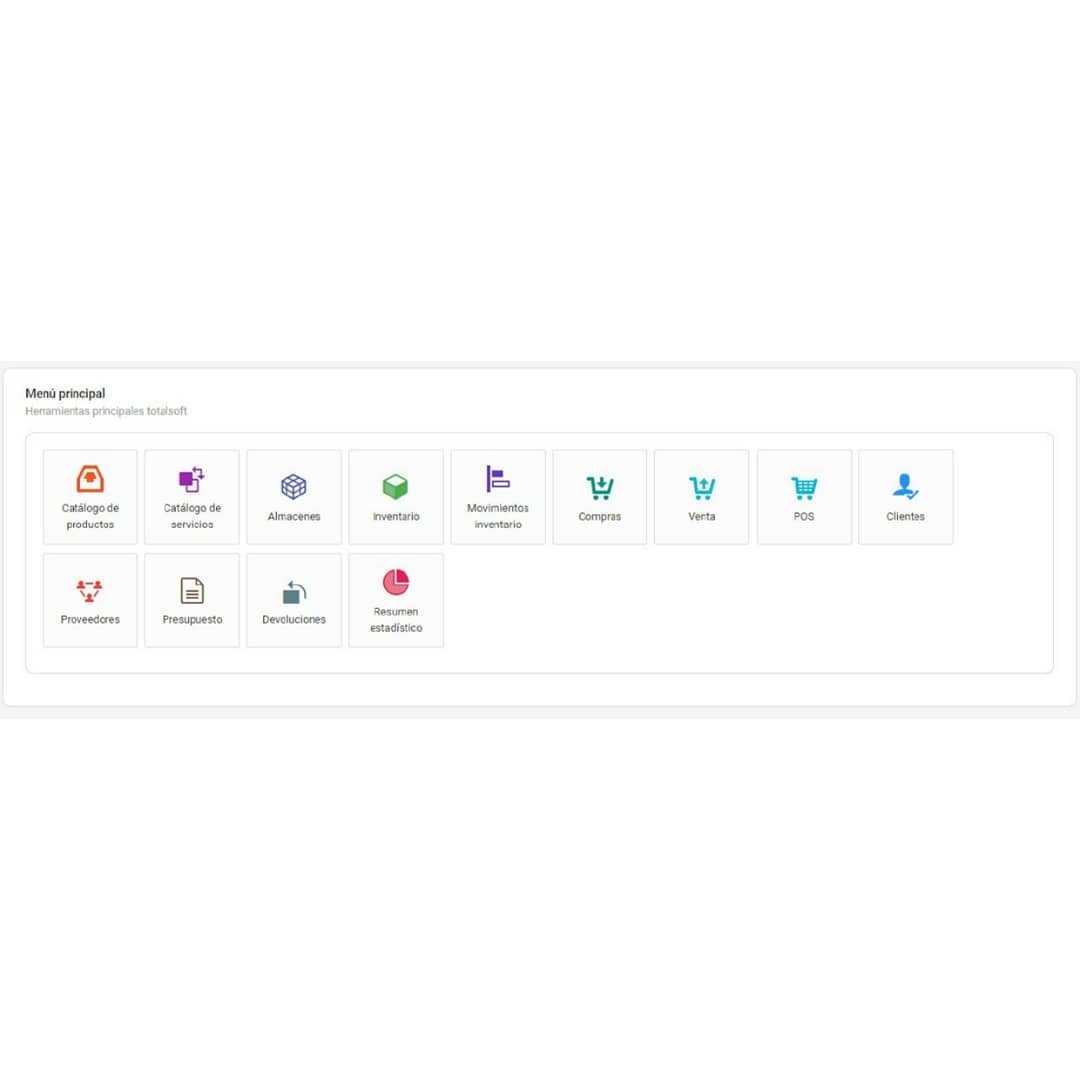 Menú principal
Herramientas principales totalsoft
Catálogo de
productos
Catálogo de
servicios
Almacenes
Inventario
Movimientos
inventario
Compras
Venta
POS
Clientes
Proveedores
Presupuesto
Devoluciones
Resumen
estadístico